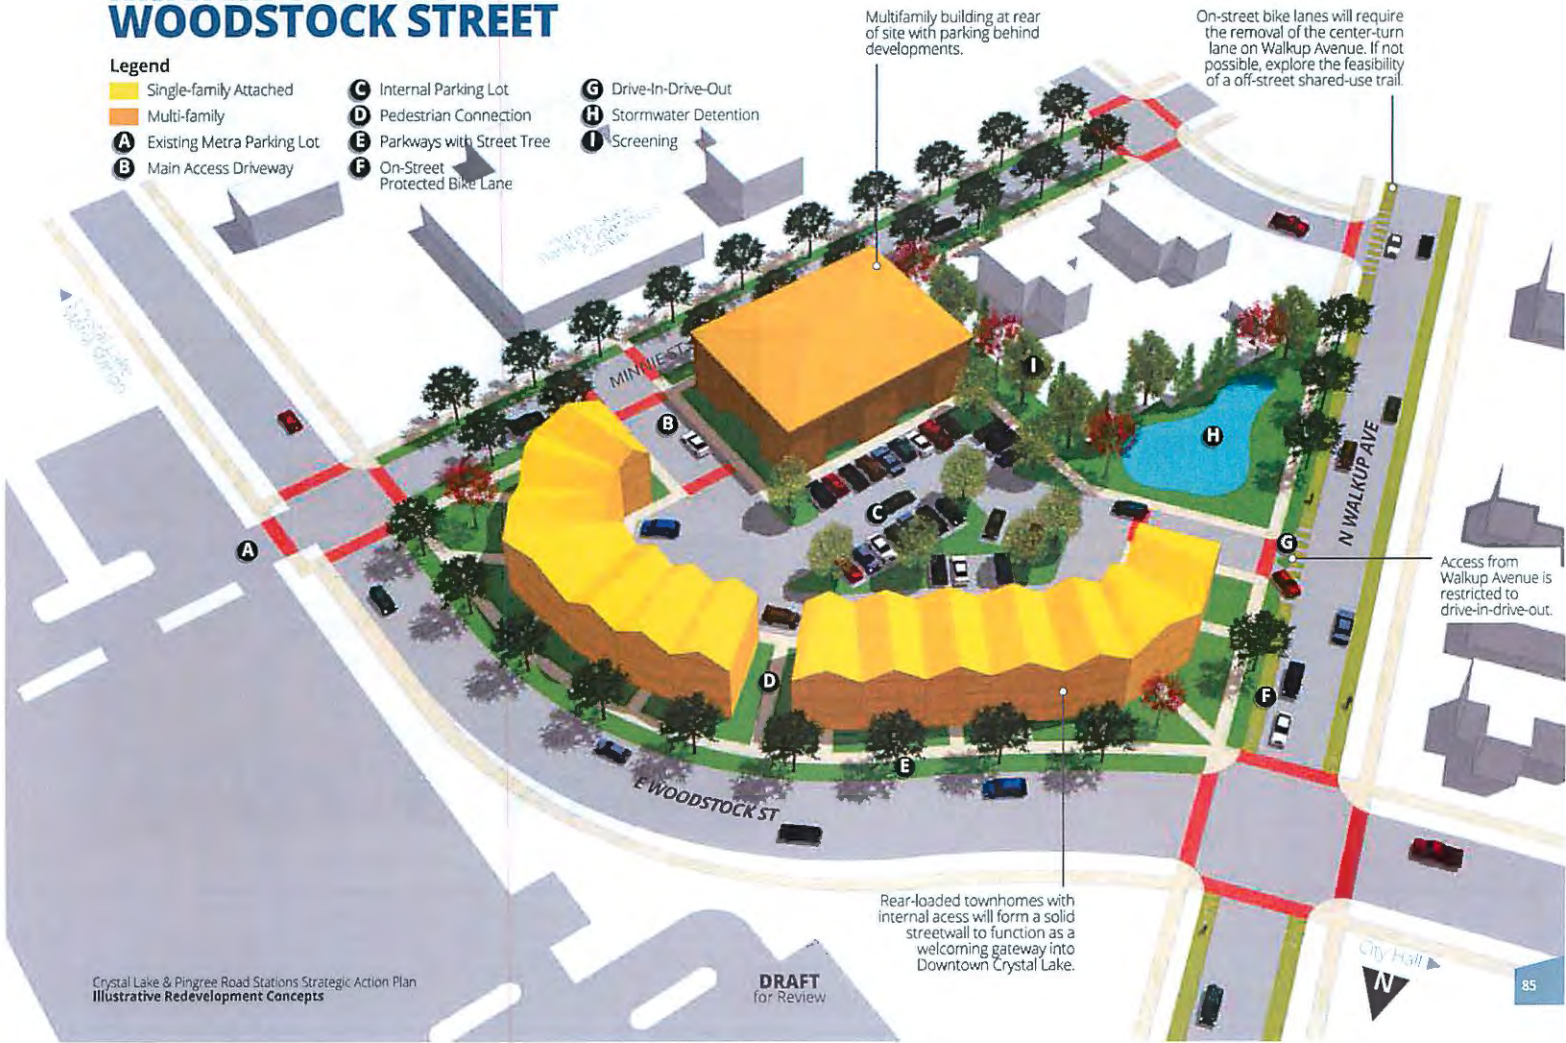 WOODSTOCK STREET
Legend
Single-family Attached
Multi-family
A Existing Metra Parking Lot
B Main Access Driveway
C Internal Parking Lot
D Pedestrian Connection
E Parkways with Street Tree
F On-Street
Protected Bike Lane
G Drive-In-Drive-Out
H Stormwater Detention
I Screening
Multifamily building at rear
of site with parking behind
developments.
On-street bike lanes will require
the removal of the center-turn
lane on Walkup Avenue. If not
possible, explore the feasibility
of a off-street shared-use trail.
Crystal Lake
Metra Station
MINNIE ST
I
B
H
C
N WALKUP AVE
A
G
Access from
Walkup Avenue is
restricted to
drive-in-drive-out.
D
F
E
E WOODSTOCK ST
Rear-loaded townhomes with
internal acess will form a solid
streetwall to function as a
welcoming gateway into
Downtown Crystal Lake.
City Hall
N
Crystal Lake & Pingree Road Stations Strategic Action Plan
Illustrative Redevelopment Concepts
DRAFT
for Review
85